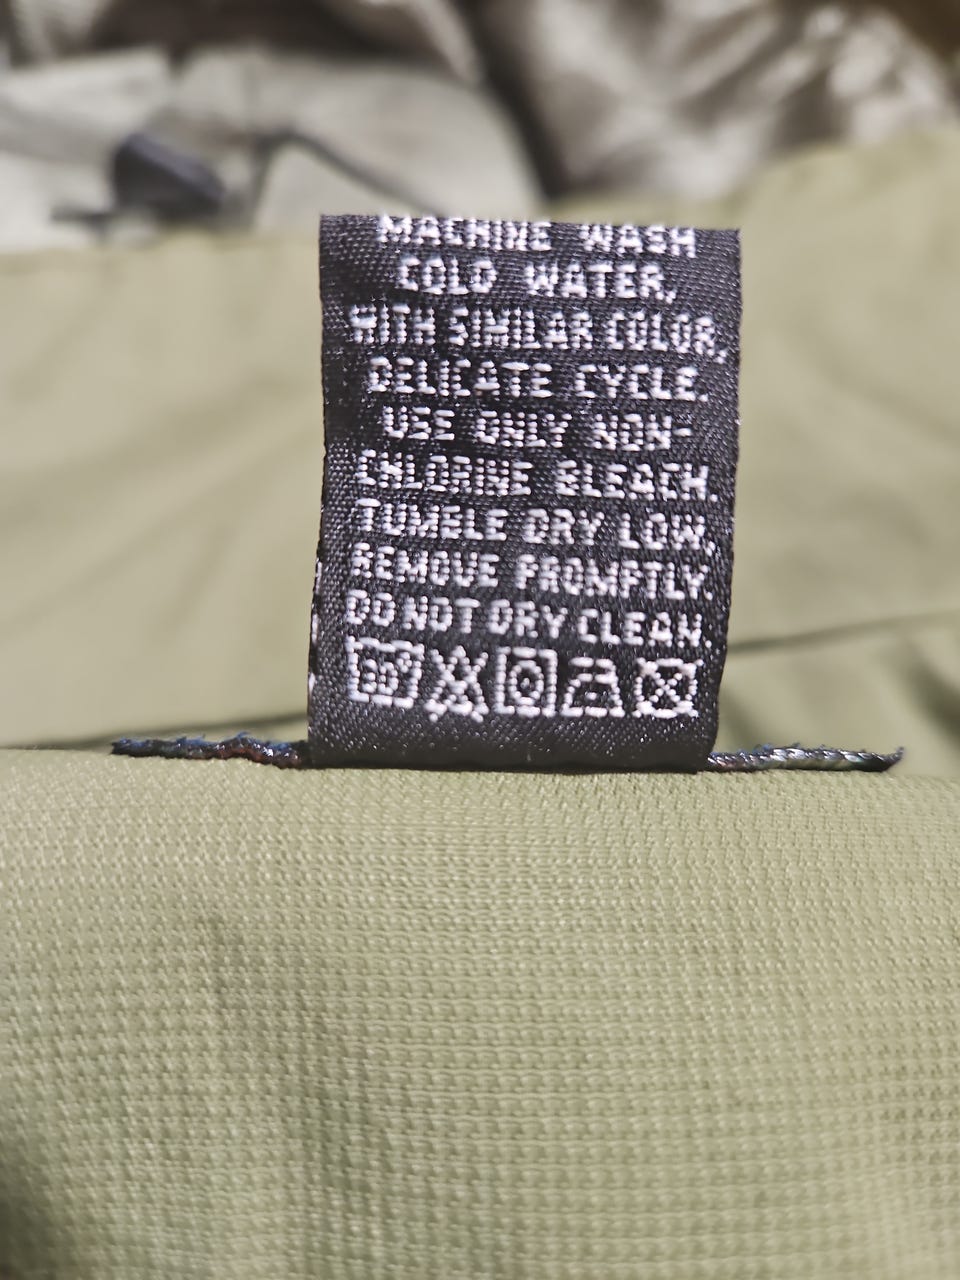 MACHINE WASH
COLD WATER,
WITH SIMILAR COLOR,
DELICATE CYCLE.
USE ONLY NON-
CHLORINE BLEACH.
TUMBLE DRY LOW,
REMOVE PROMPTLY.
DO NOT DRY CLEAN.
30°